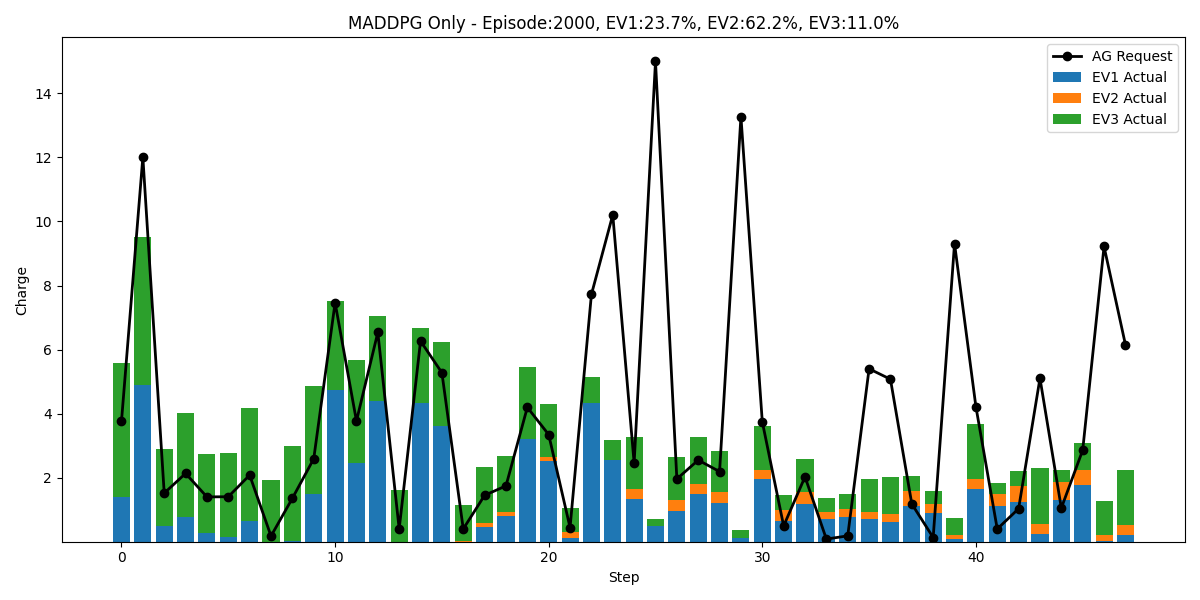 MADDPG Only - Episode:2000, EV1:23.7%, EV2:62.2%, EV3:11.0%
AG Request
EV1 Actual
EV2 Actual
EV3 Actual
Charge
14
12
10
8
6
4
2
0
10
20
30
40
Step